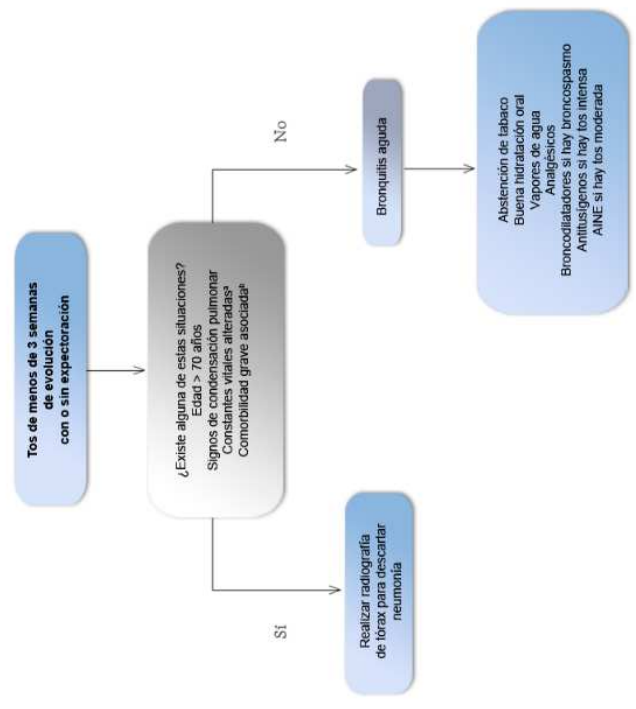 Tos de menos de 3 semanas
de evolución
con o sin expectoración
¿Existe alguna de estas situaciones?
Edad > 70 años
Signos de condensación pulmonar
Constantes vitales alteradasᵃ
Comorbilidad grave asociadaᵇ
Sí
No
Realizar radiografía
de tórax para descartar
neumonía
Bronquitis aguda
Abstención de tabaco
Buena hidratación oral
Vapores de agua
Analgésicos
Broncodilatadores si hay broncospasmo
Antitusígenos si hay tos intensa
AINE si hay tos moderada